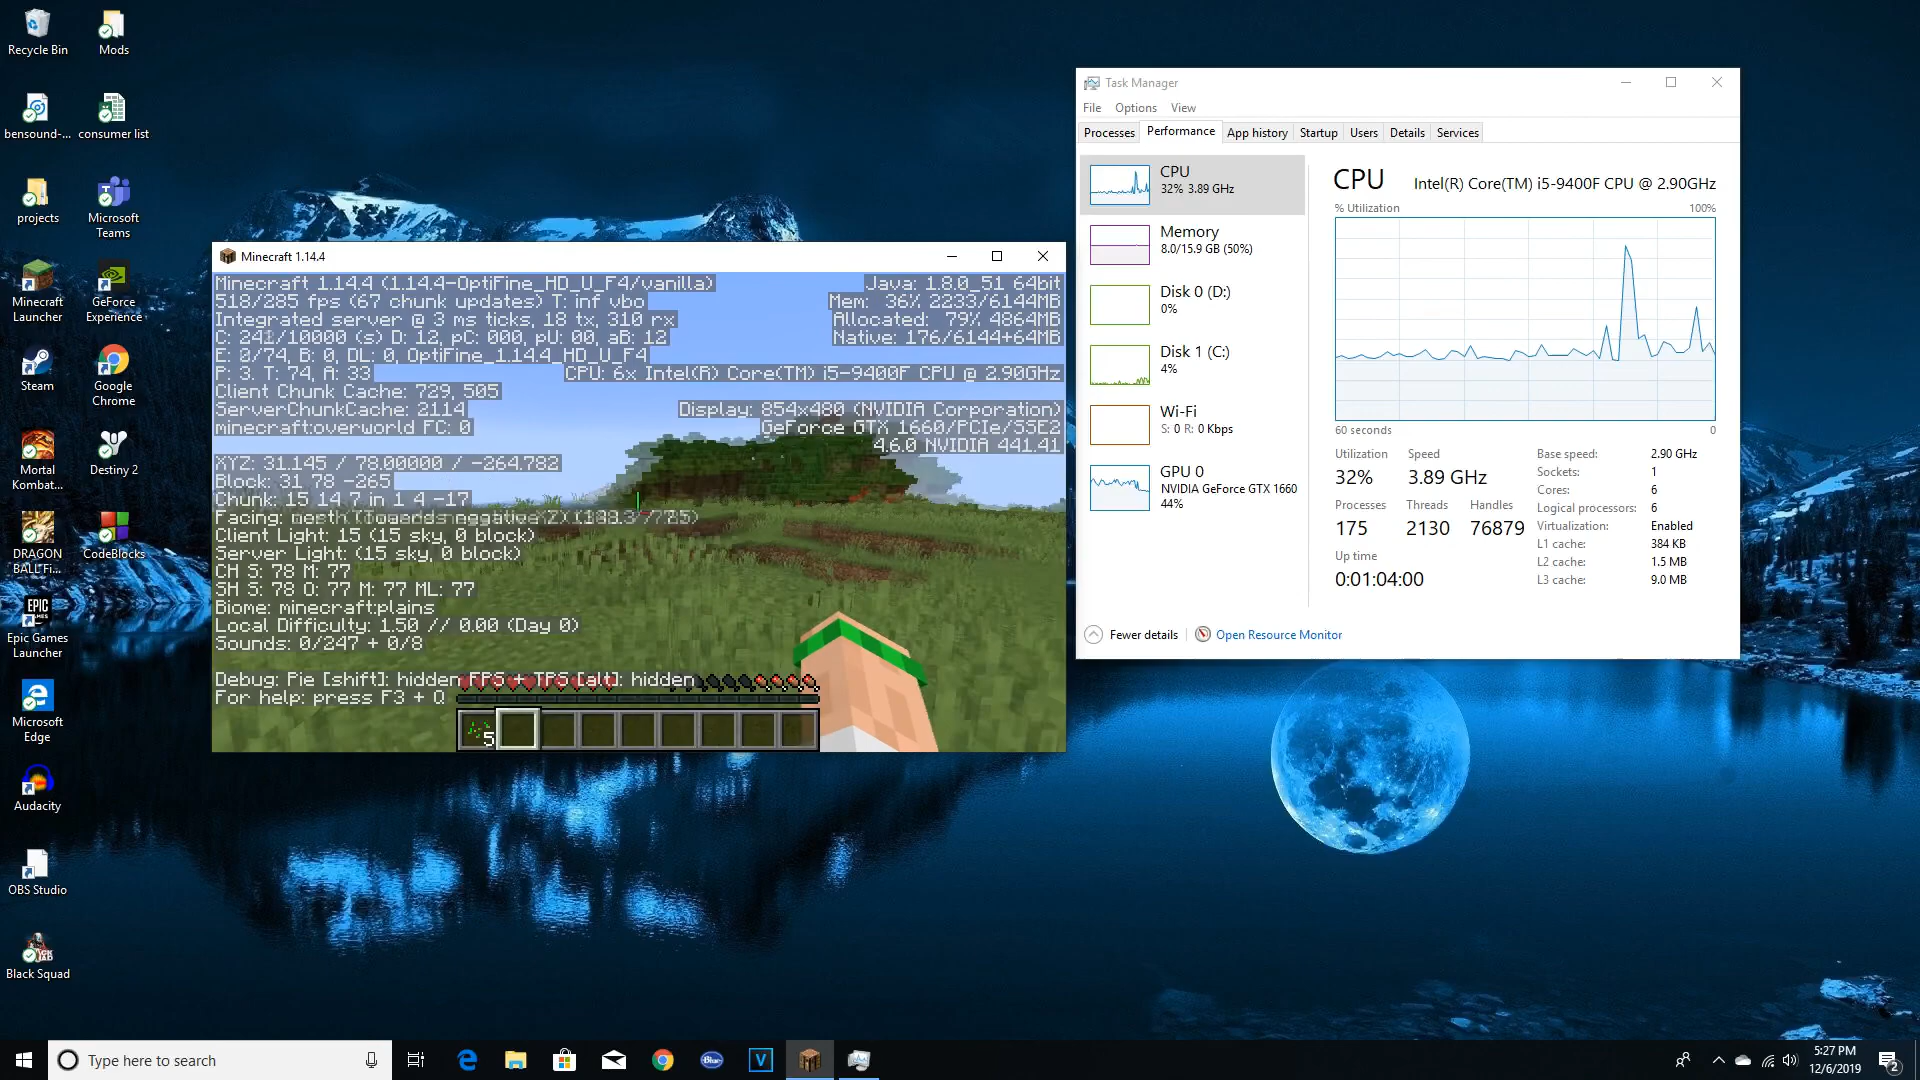 Recycle Bin
Mods
bensound-...
consumer list
projects
Microsoft
Teams
Minecraft
Launcher
GeForce
Experience
Steam
Google
Chrome
Mortal
Kombat...
Destiny 2
DRAGON
BALL Fi...
CodeBlocks
EPIC
GAMES
Epic Games
Launcher
Microsoft
Edge
Audacity
OBS Studio
Black Squad
Minecraft 1.14.4
Minecraft 1.14.4 (1.14.4-OptiFine_HD_U_F4/vanilla)
518/285 fps (67 chunk updates) T: inf vbo
Integrated server @ 3 ms ticks, 18 tx, 310 rx
/10000 (s) D: 12, pC: 000, pU: 00, aB: 12
E: 0/74, B: 0, DL: 0, OptiFine_1.14.4_HD_U_F4
P: 3. T: 74, A: 33
Client Chunk Cache: 729, 505
ServerChunkCache: 2114
minecraft:overworld FC: 0
XYZ: 31.145 / 78.00000 / -264.782
Block: 31 78 -265
Chunk: 15 14 7 in 1 4 -17
Facing:
Client Light: 15 (15 sky, 0 block)
Server Light: (15 sky, 0 block)
CH S: 78 M: 77
SH S: 78 O: 77 M: 77 ML: 77
Biome: minecraft:plains
Local Difficulty: 1.50 // 0.00 (Day 0)
Sounds: 0/247 + 0/8
Debug: Pie [shift]: hidden FPS + TPS [alt]: hidden
For help: press F3 + Q
5
Java: 1.8.0_51 64bit
Mem: 36% 2233/6144MB
Allocated: 79% 4864MB
Native: 176/6144+64MB
CPU: 6x Intel(R) Core(TM) i5-9400F CPU @ 2.90GHz
Display: 854x480 (NVIDIA Corporation)
GeForce GTX 1660/PCIe/SSE2
4.6.0 NVIDIA 441.41
Task Manager
File Options View
Processes Performance App history Startup Users Details Services
CPU
32% 3.89 GHz
Memory
8.0/15.9 GB (50%)
Disk 0 (D:)
0%
Disk 1 (C:)
4%
Wi-Fi
S: 0 R: 0 Kbps
GPU 0
NVIDIA GeForce GTX 1660
44%
CPU Intel(R) Core(TM) i5-9400F CPU @ 2.90GHz
% Utilization 100%
60 seconds 0
Utilization Speed
32% 3.89 GHz
Processes Threads Handles
175 2130 76879
Up time
0:01:04:00
Base speed: 2.90 GHz
Sockets: 1
Cores: 6
Logical processors: 6
Virtualization: Enabled
L1 cache: 384 KB
L2 cache: 1.5 MB
L3 cache: 9.0 MB
Fewer details Open Resource Monitor
Type here to search
Blue
V
5:27 PM
12/6/2019
2